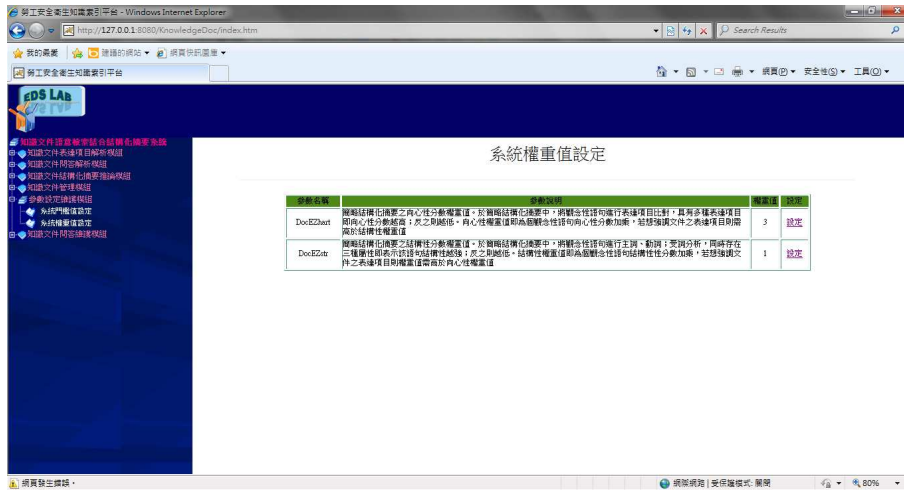 勞工安全衛生知識索引平台 - Windows Internet Explorer
http://127.0.0.1:8080/KnowledgeDoc/index.htm
Search Results
我的最愛
建議的網站
網頁快訊圖庫
勞工安全衛生知識索引平台
網頁(P)
安全性(S)
工具(O)
EDS LAB
知識文件語意檢索結合結構化摘要系統
知識文件表達項目解析模組
知識文件問答解析模組
知識文件結構化摘要推論模組
知識文件管理模組
參數設定維護模組
系統門檻值設定
系統權重值設定
知識文件問答維護模組
系統權重值設定
參數名稱 參數說明 權重值 設定
DocEZhart
簡略結構化摘要之向心性分數權重值。於簡略結構化摘要中，將觀念性語句進行表達項目比對，具有多種表達項目
即向心性分數越高；反之則越低。向心性權重值即為個觀念性語句向心性分數加乘，若想強調文件之表達項目則需
高於結構性權重值
3 設定
DocEZstr
簡略結構化摘要之結構性分數權重值。於簡略結構化摘要中，將觀念性語句進行主詞、動詞；受詞分析，同時存在
三種屬性即表示該語句結構性越強；反之則越低。結構性權重值即為個觀念性語句結構性性分數加乘，若想強調文
件之表達項目則權重值需高於向心性權重值
1 設定
網頁發生錯誤。
網際網路 | 受保護模式: 關閉
80%